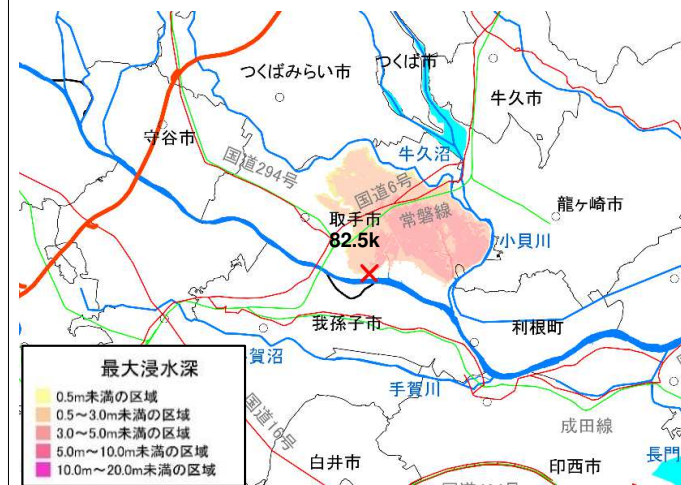 つくばみらい市
つくば市
牛久市
守谷市
国道294号
牛久沼
国道6号
取手市
常磐線
龍ヶ崎市
82.5k
小貝川
我孫子市
利根町
最大浸水深
0.5m未満の区域
0.5～3.0m未満の区域
3.0～5.0m未満の区域
5.0m～10.0m未満の区域
10.0m～20.0m未満の区域
賀沼
手賀川
国道16号
成田線
白井市
印西市
長門